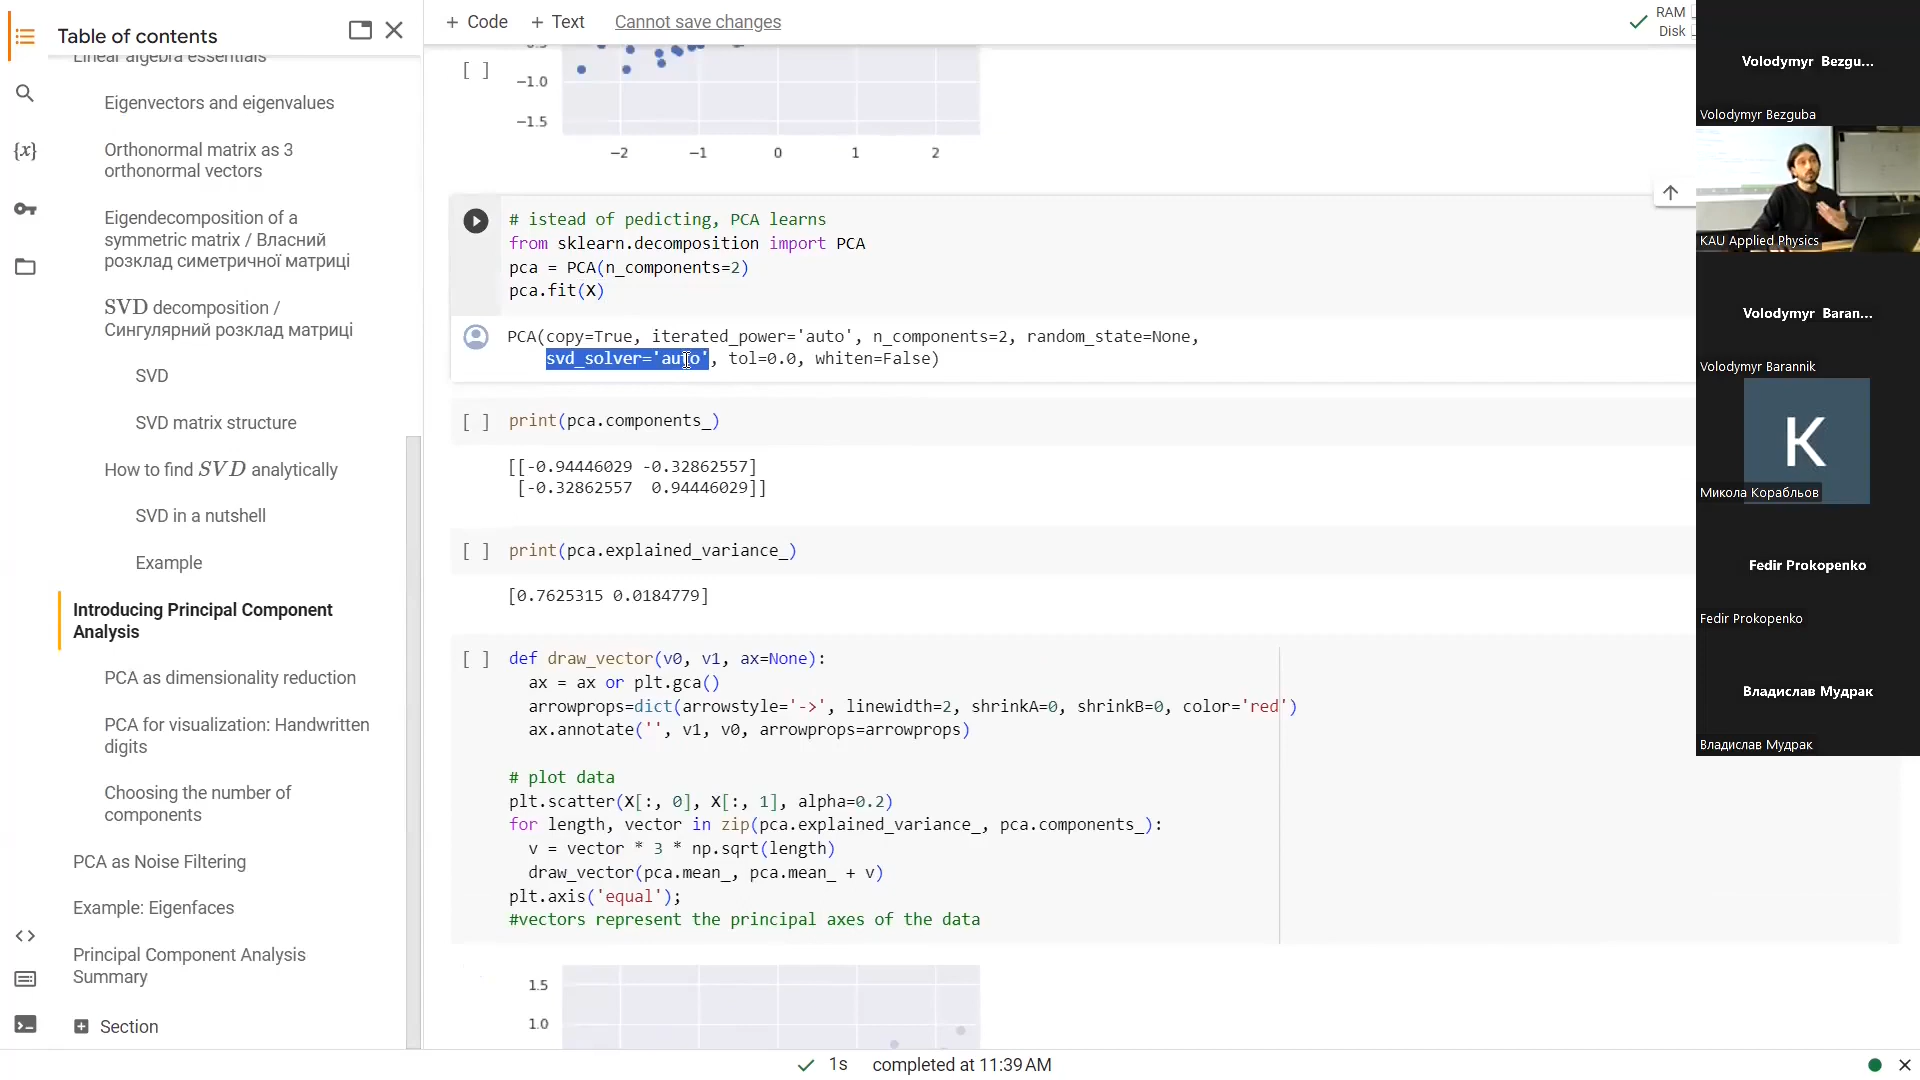 Table of contents
Linear algebra essentials
Eigenvectors and eigenvalues
Orthonormal matrix as 3
orthonormal vectors
Eigendecomposition of a
symmetric matrix / Власний
розклад симетричної матриці
SVD decomposition /
Сингулярний розклад матриці
SVD
SVD matrix structure
How to find SVD analytically
SVD in a nutshell
Example
Introducing Principal Component
Analysis
PCA as dimensionality reduction
PCA for visualization: Handwritten
digits
Choosing the number of
components
PCA as Noise Filtering
Example: Eigenfaces
Principal Component Analysis
Summary
Section
+ Code + Text Cannot save changes
RAM
Disk
[ ]
−1.0
−1.5
−2 −1 0 1 2
# istead of pedicting, PCA learns
from sklearn.decomposition import PCA
pca = PCA(n_components=2)
pca.fit(X)
PCA(copy=True, iterated_power='auto', n_components=2, random_state=None,
svd_solver='auto', tol=0.0, whiten=False)
[ ] print(pca.components_)
[[-0.94446029 -0.32862557]
[-0.32862557 0.94446029]]
[ ] print(pca.explained_variance_)
[0.7625315 0.0184779]
[ ] def draw_vector(v0, v1, ax=None):
ax = ax or plt.gca()
arrowprops=dict(arrowstyle='->', linewidth=2, shrinkA=0, shrinkB=0, color='red')
ax.annotate('', v1, v0, arrowprops=arrowprops)
# plot data
plt.scatter(X[:, 0], X[:, 1], alpha=0.2)
for length, vector in zip(pca.explained_variance_, pca.components_):
v = vector * 3 * np.sqrt(length)
draw_vector(pca.mean_, pca.mean_ + v)
plt.axis('equal');
#vectors represent the principal axes of the data
1.5
1.0
1s completed at 11:39 AM
Volodymyr Bezgu...
Volodymyr Bezguba
KAU Applied Physics
Volodymyr Baran...
Volodymyr Barannik
K
Микола Корабльов
Fedir Prokopenko
Fedir Prokopenko
Владислав Мудрак
Владислав Мудрак